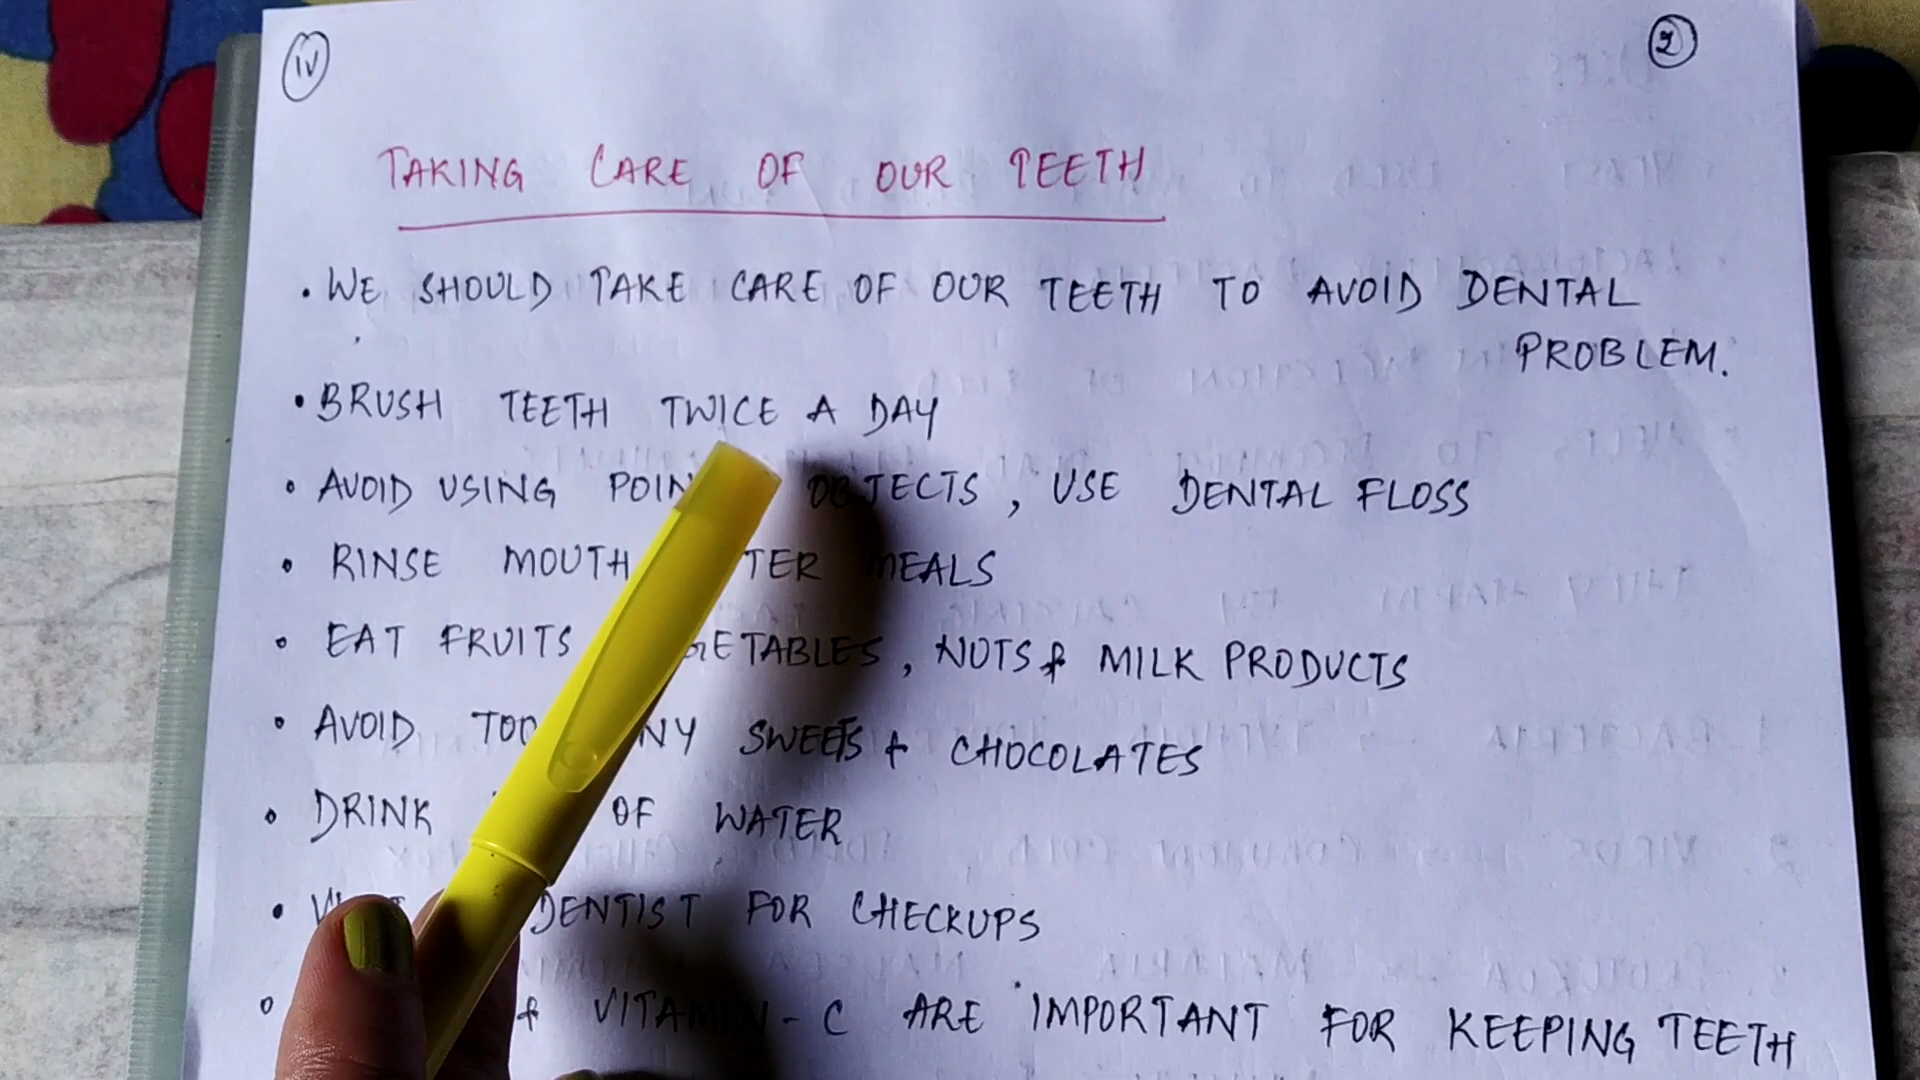 iv
2
TAKING CARE OF OUR TEETH
• WE SHOULD TAKE CARE OF OUR TEETH TO AVOID DENTAL
PROBLEM.
• BRUSH TEETH TWICE A DAY
• AVOID USING OBJECTS, USE DENTAL FLOSS
• RINSE MOUTH MEALS
• EAT FRUITS, NUTS & MILK PRODUCTS
• AVOID SWEETS & CHOCOLATES
• DRINK OF WATER
• DENTIST FOR CHECKUPS
• & VITAMIN-C ARE IMPORTANT FOR KEEPING TEETH